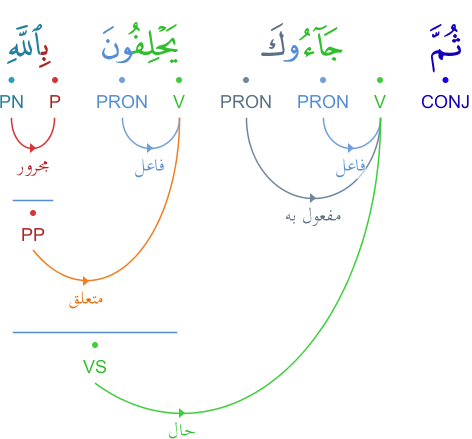 ثُمَّ جَآءُوكَ يَحْلِفُونَ بِٱللَّهِ
CONJ V PRON PRON V PRON P PN
فاعل فاعل مجرور
مفعول به
PP
متعلق
VS
حال